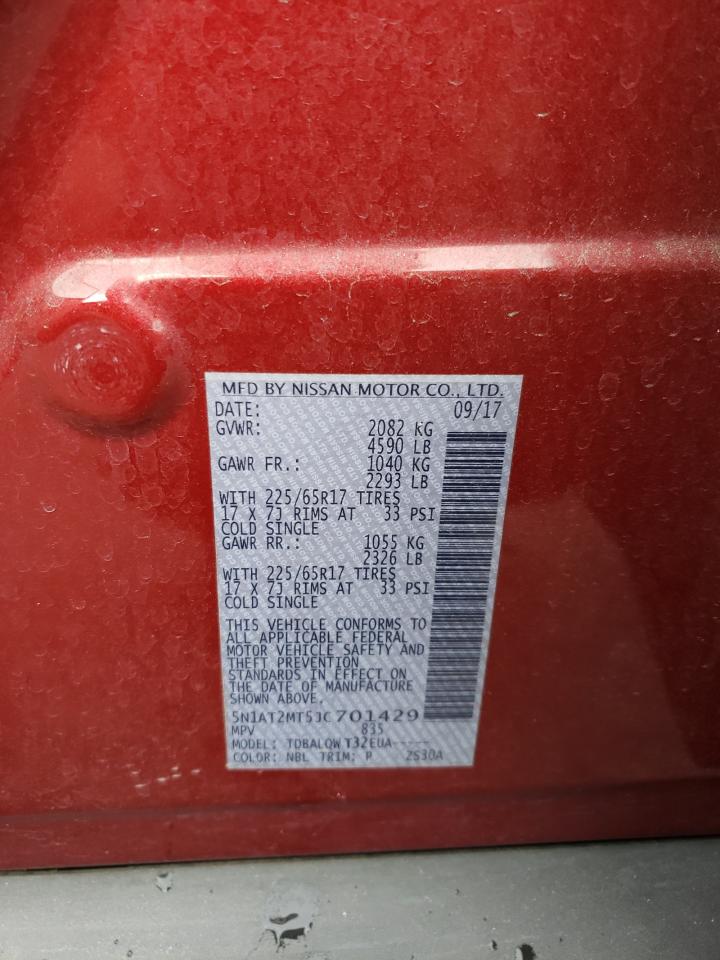 MFD BY NISSAN MOTOR CO., LTD.
DATE: 09/17
GVWR: 2082 KG
4590 LB
GAWR FR.: 1040 KG
2293 LB
WITH 225/65R17 TIRES
17 X 7J RIMS AT 33 PSI
COLD SINGLE
GAWR RR.: 1055 KG
2326 LB
WITH 225/65R17 TIRES
17 X 7J RIMS AT 33 PSI
COLD SINGLE
THIS VEHICLE CONFORMS TO
ALL APPLICABLE FEDERAL
MOTOR VEHICLE SAFETY AND
THEFT PREVENTION
STANDARDS IN EFFECT ON
THE DATE OF MANUFACTURE
SHOWN ABOVE.
5N1AT2MT5JC701429
MPV 835
MODEL: TDBALQW T32EUA-----
COLOR: NBL TRIM: P 2S30A